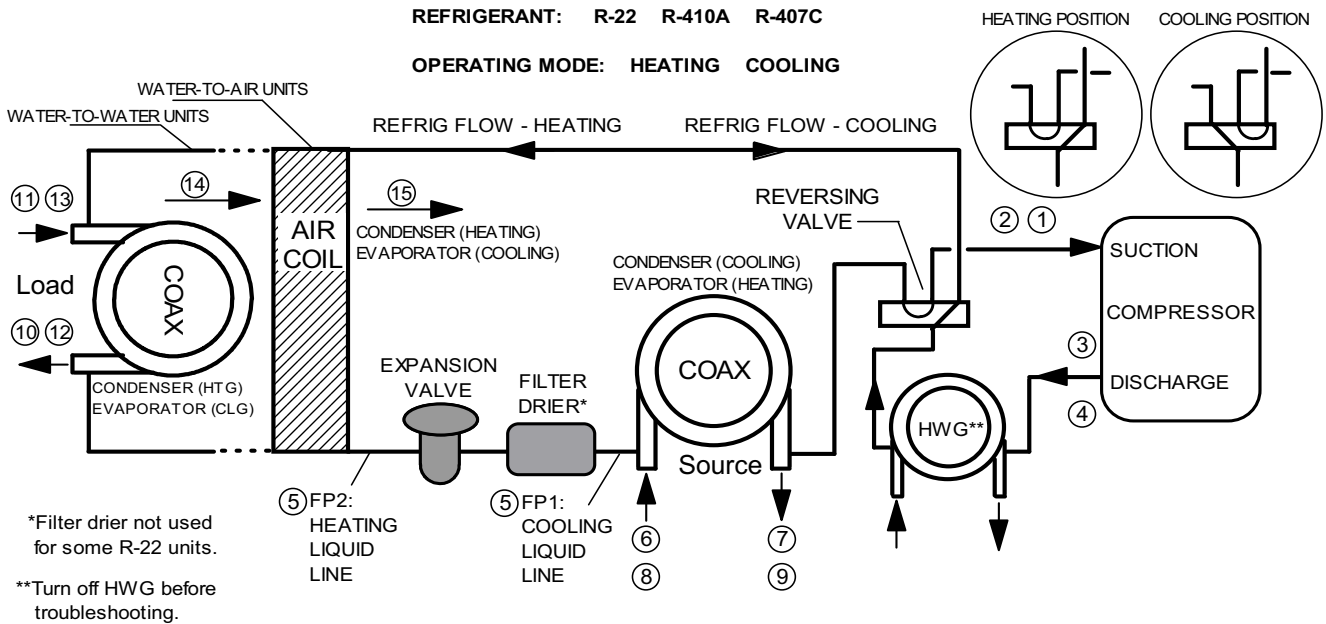 REFRIGERANT: R-22 R-410A R-407C
OPERATING MODE: HEATING COOLING
HEATING POSITION
COOLING POSITION
WATER-TO-AIR UNITS
WATER-TO-WATER UNITS
REFRIG FLOW - HEATING
REFRIG FLOW - COOLING
REVERSING
VALVE
11 13
14
15
2 1
AIR
COIL
CONDENSER (HEATING)
EVAPORATOR (COOLING)
CONDENSER (COOLING)
EVAPORATOR (HEATING)
SUCTION
COMPRESSOR
DISCHARGE
3
4
Load
COAX
10 12
CONDENSER (HTG)
EVAPORATOR (CLG)
EXPANSION
VALVE
FILTER
DRIER*
COAX
Source
HWG**
5 FP2:
HEATING
LIQUID
LINE
5 FP1:
COOLING
LIQUID
LINE
6
8
7
9
*Filter drier not used
for some R-22 units.
**Turn off HWG before
troubleshooting.